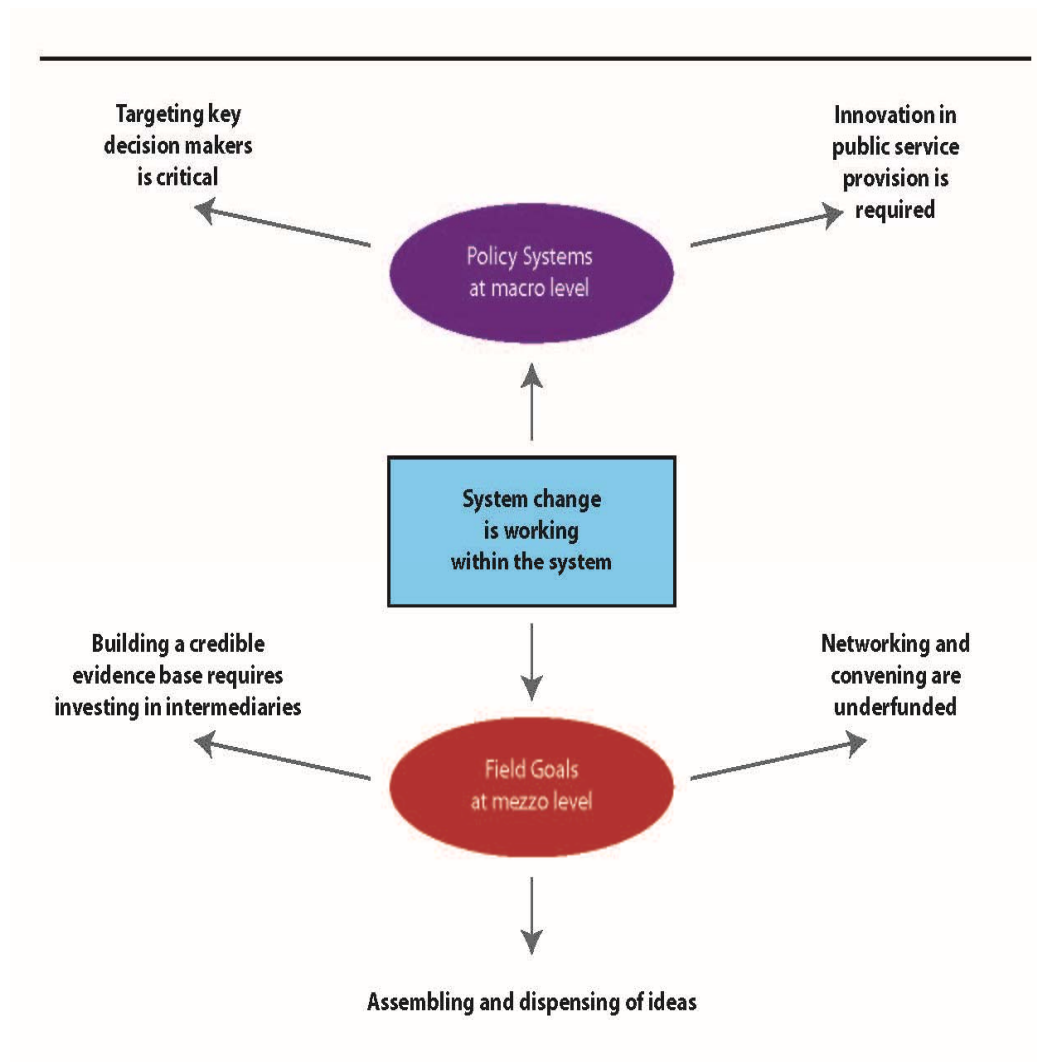 Targeting key
decision makers
is critical
Innovation in
public service
provision is
required
Policy Systems
at macro level
System change
is working
within the system
Building a credible
evidence base requires
investing in intermediaries
Networking and
convening are
underfunded
Field Goals
at mezzo level
Assembling and dispensing of ideas